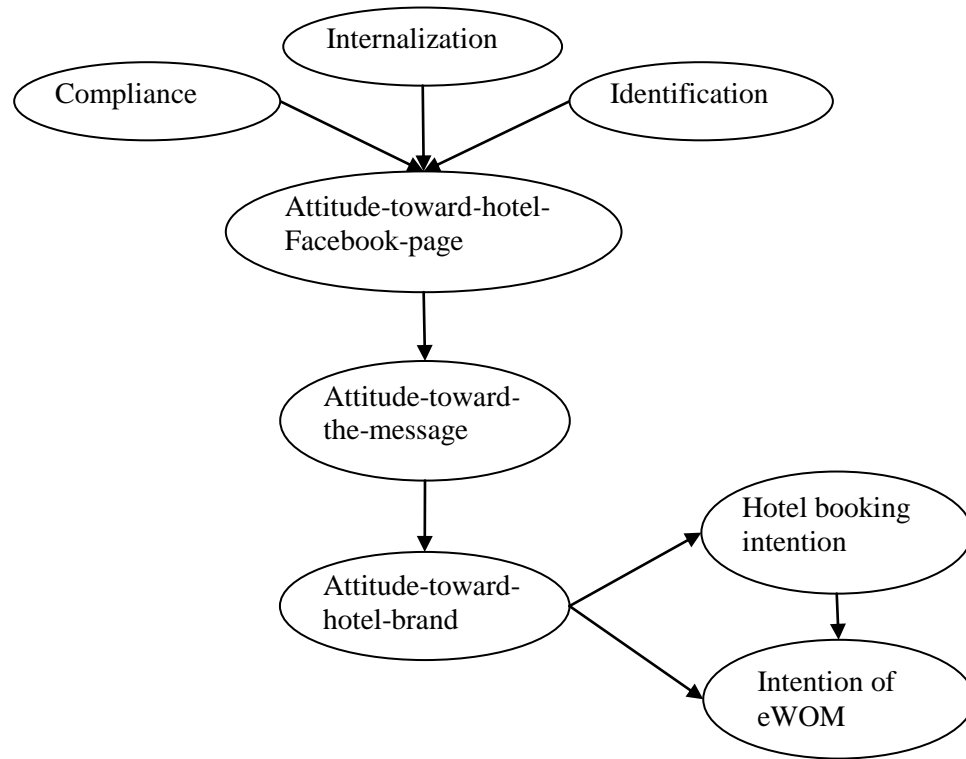 Internalization
Compliance
Identification
Attitude-toward-hotel-
Facebook-page
Attitude-toward-
the-message
Hotel booking
intention
Attitude-toward-
hotel-brand
Intention of
eWOM